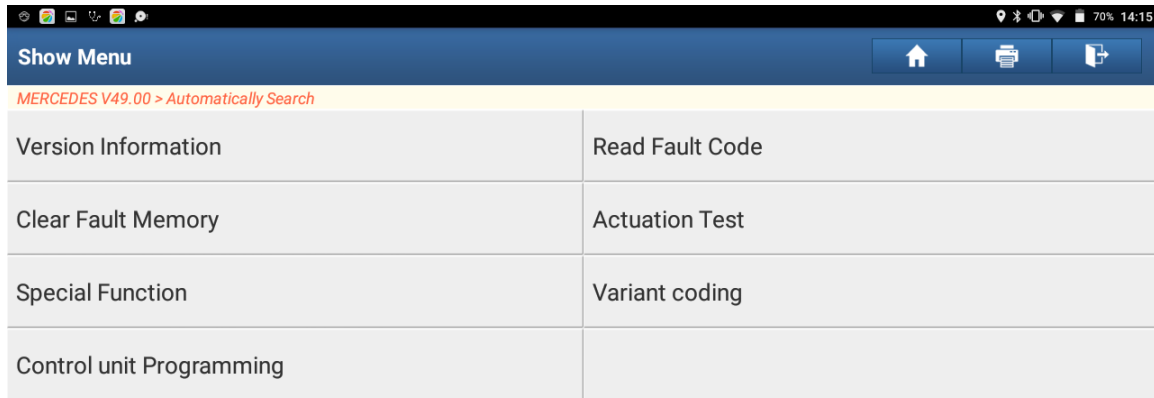 70% 14:15
Show Menu
MERCEDES V49.00 > Automatically Search
Version Information
Read Fault Code
Clear Fault Memory
Actuation Test
Special Function
Variant coding
Control unit Programming